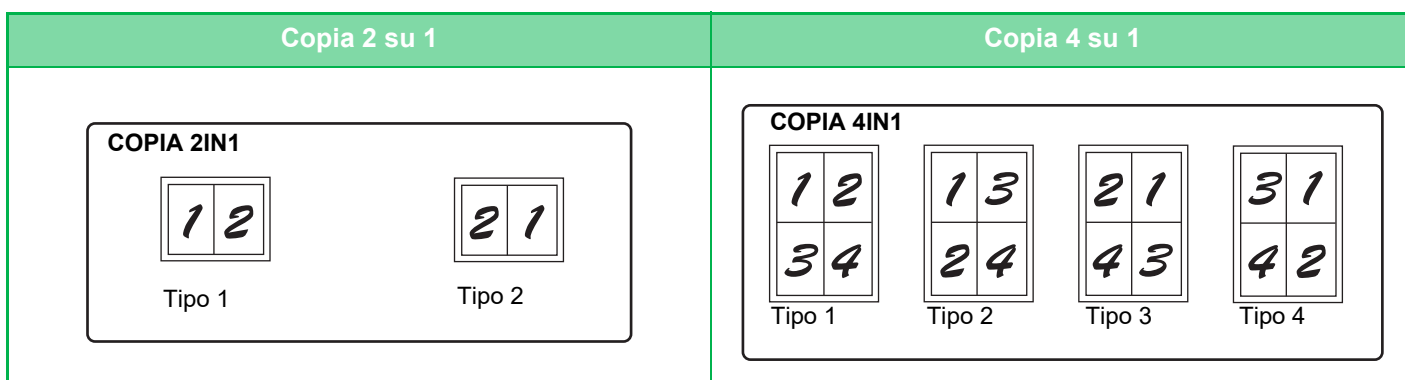 Copia 2 su 1
Copia 4 su 1
COPIA 2IN1
1 2
2 1
Tipo 1
Tipo 2
COPIA 4IN1
1 2
3 4
1 3
2 4
2 1
4 3
3 1
4 2
Tipo 1
Tipo 2
Tipo 3
Tipo 4